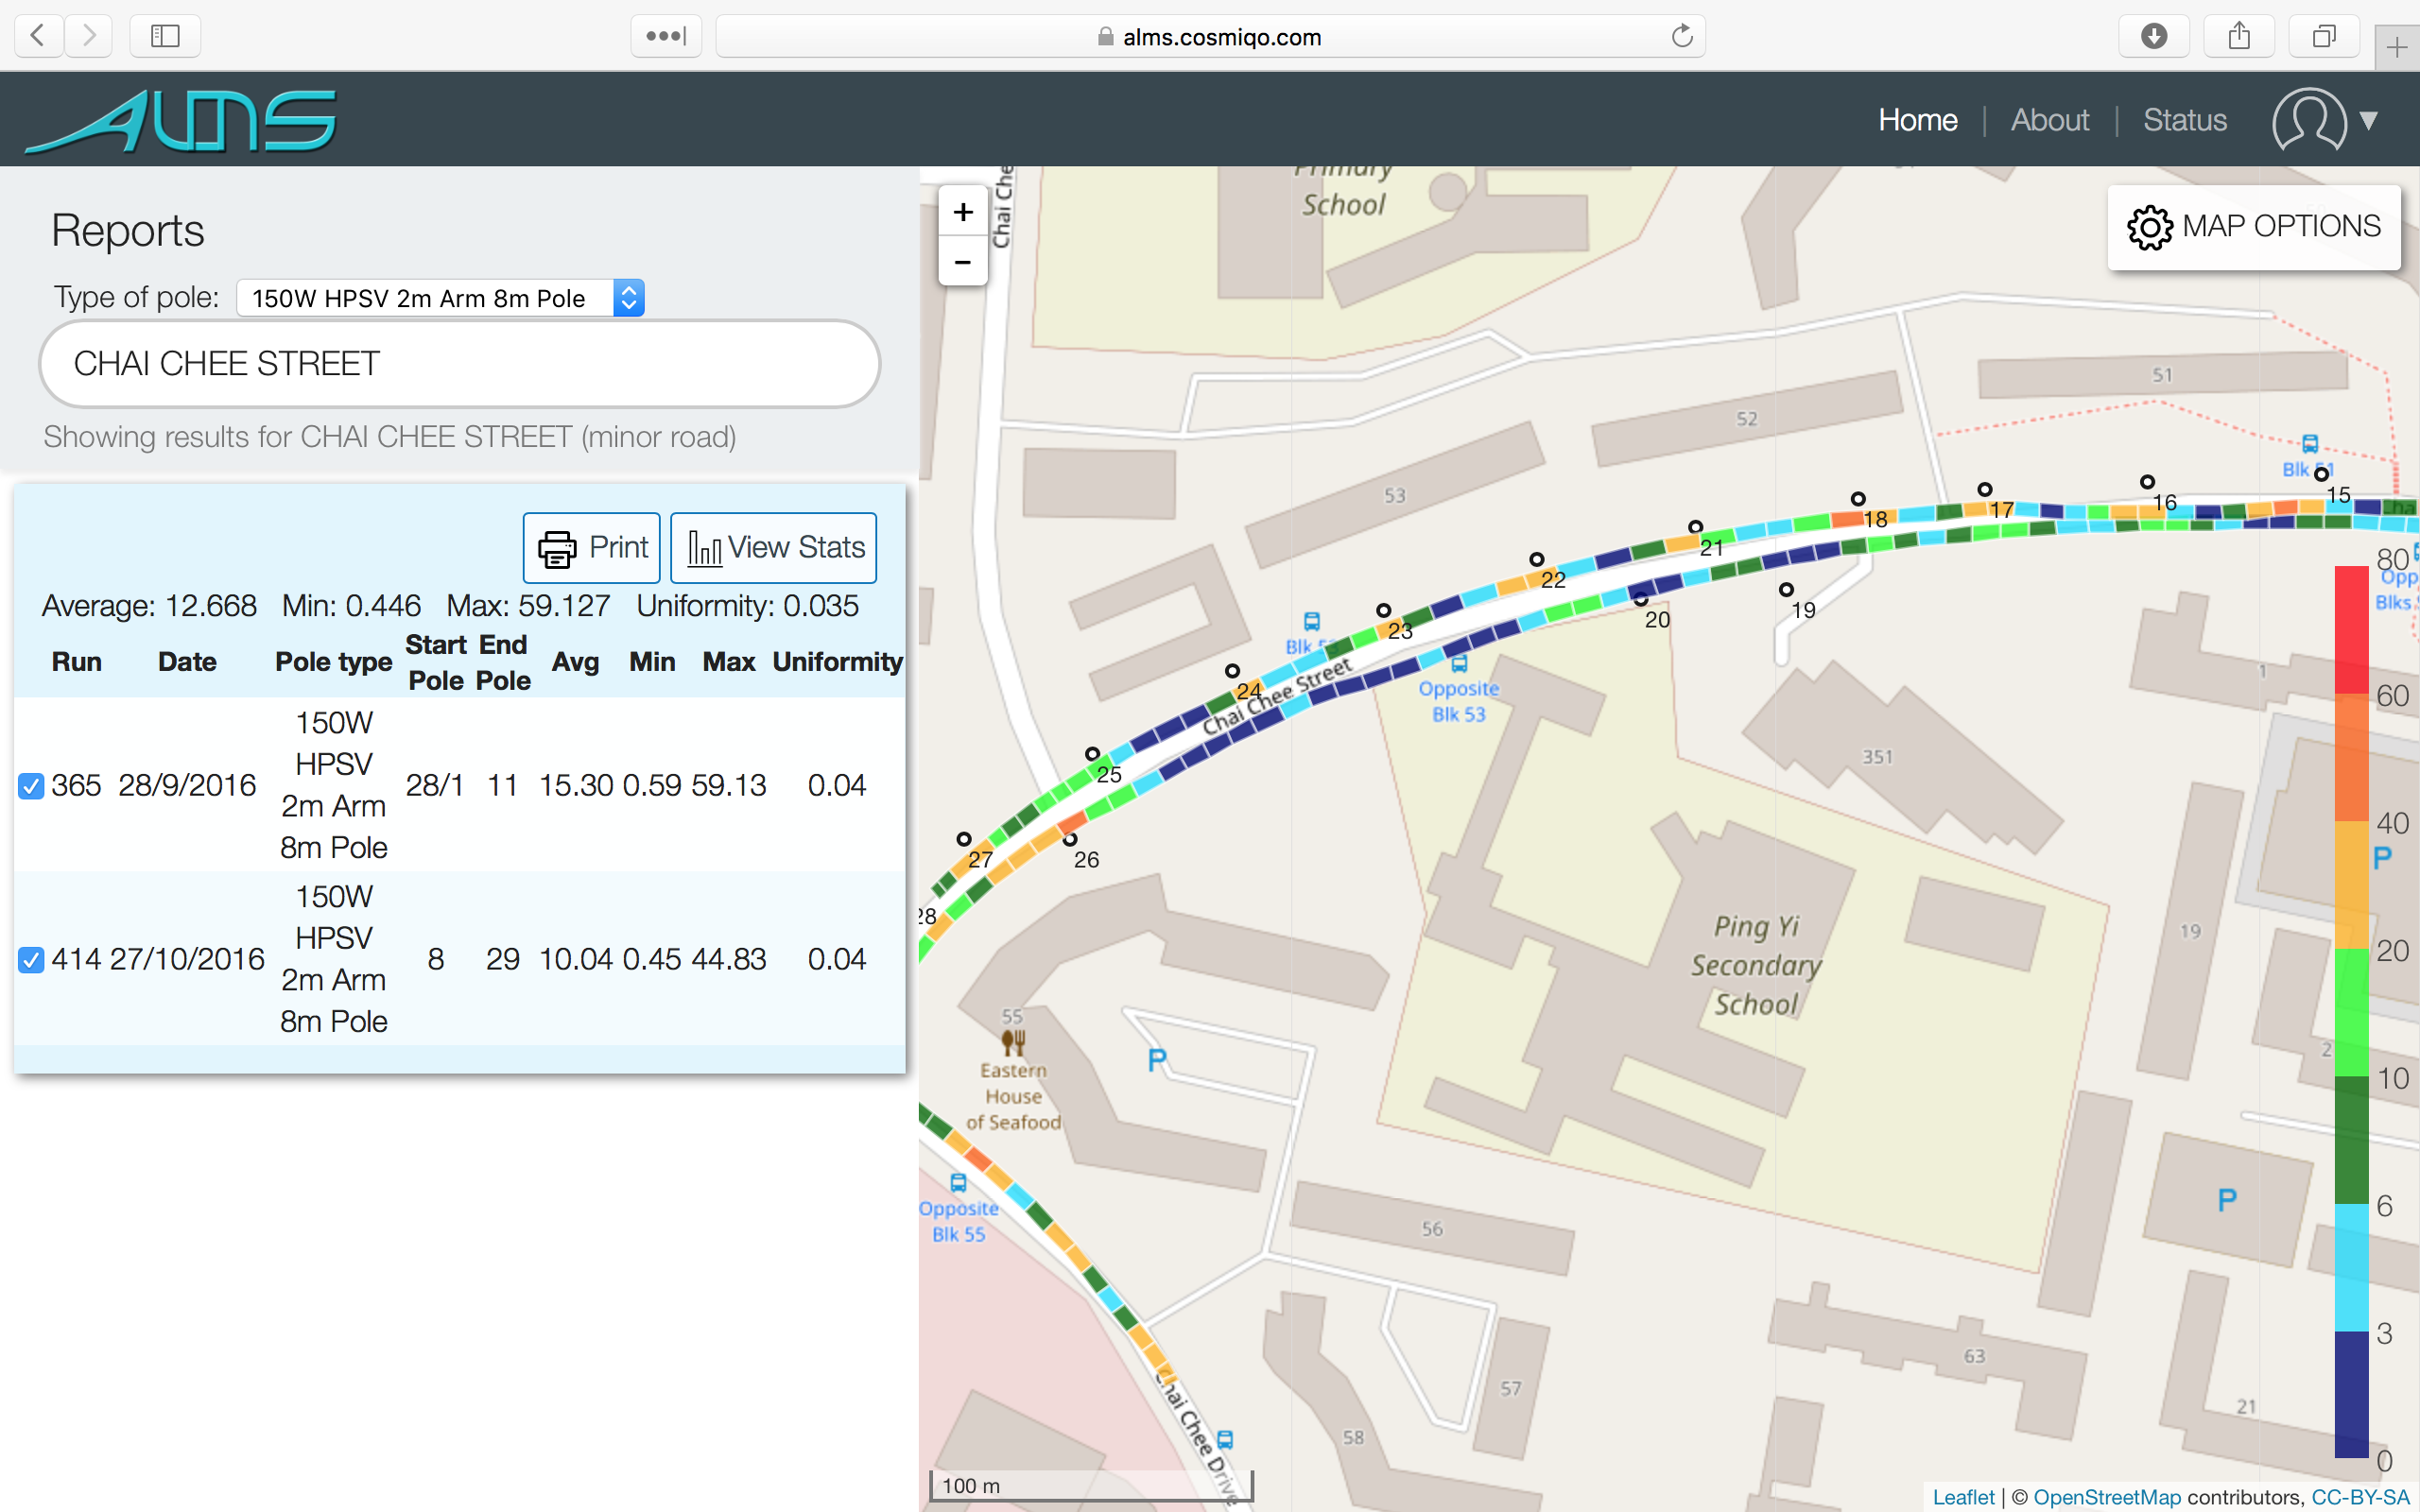 alms.cosmiqo.com
ALMS
Home | About | Status ▼
Reports
Type of pole: 150W HPSV 2m Arm 8m Pole
CHAI CHEE STREET
Showing results for CHAI CHEE STREET (minor road)
Print
View Stats
Average: 12.668 Min: 0.446 Max: 59.127 Uniformity: 0.035
Run Date Pole type Start Pole End Pole Avg Min Max Uniformity
365 28/9/2016 150W HPSV 2m Arm 8m Pole 28/1 11 15.30 0.59 59.13 0.04
414 27/10/2016 150W HPSV 2m Arm 8m Pole 8 29 10.04 0.45 44.83 0.04
+
−
MAP OPTIONS
Primary
School
Chai Che
51
52
53
Blk 51
15
16
17
18
19
20
21
22
23
24
25
26
27
28
Chai Chee Street
Opposite
Blk 53
Opp
Blks
1
351
19
P
Ping Yi
Secondary
School
55
Eastern
House
of Seafood
P
2
P
Opposite
Blk 55
56
57
58
63
21
Chai Chee Drive
80
60
40
20
10
6
3
0
100 m
Leaflet | © OpenStreetMap contributors, CC-BY-SA